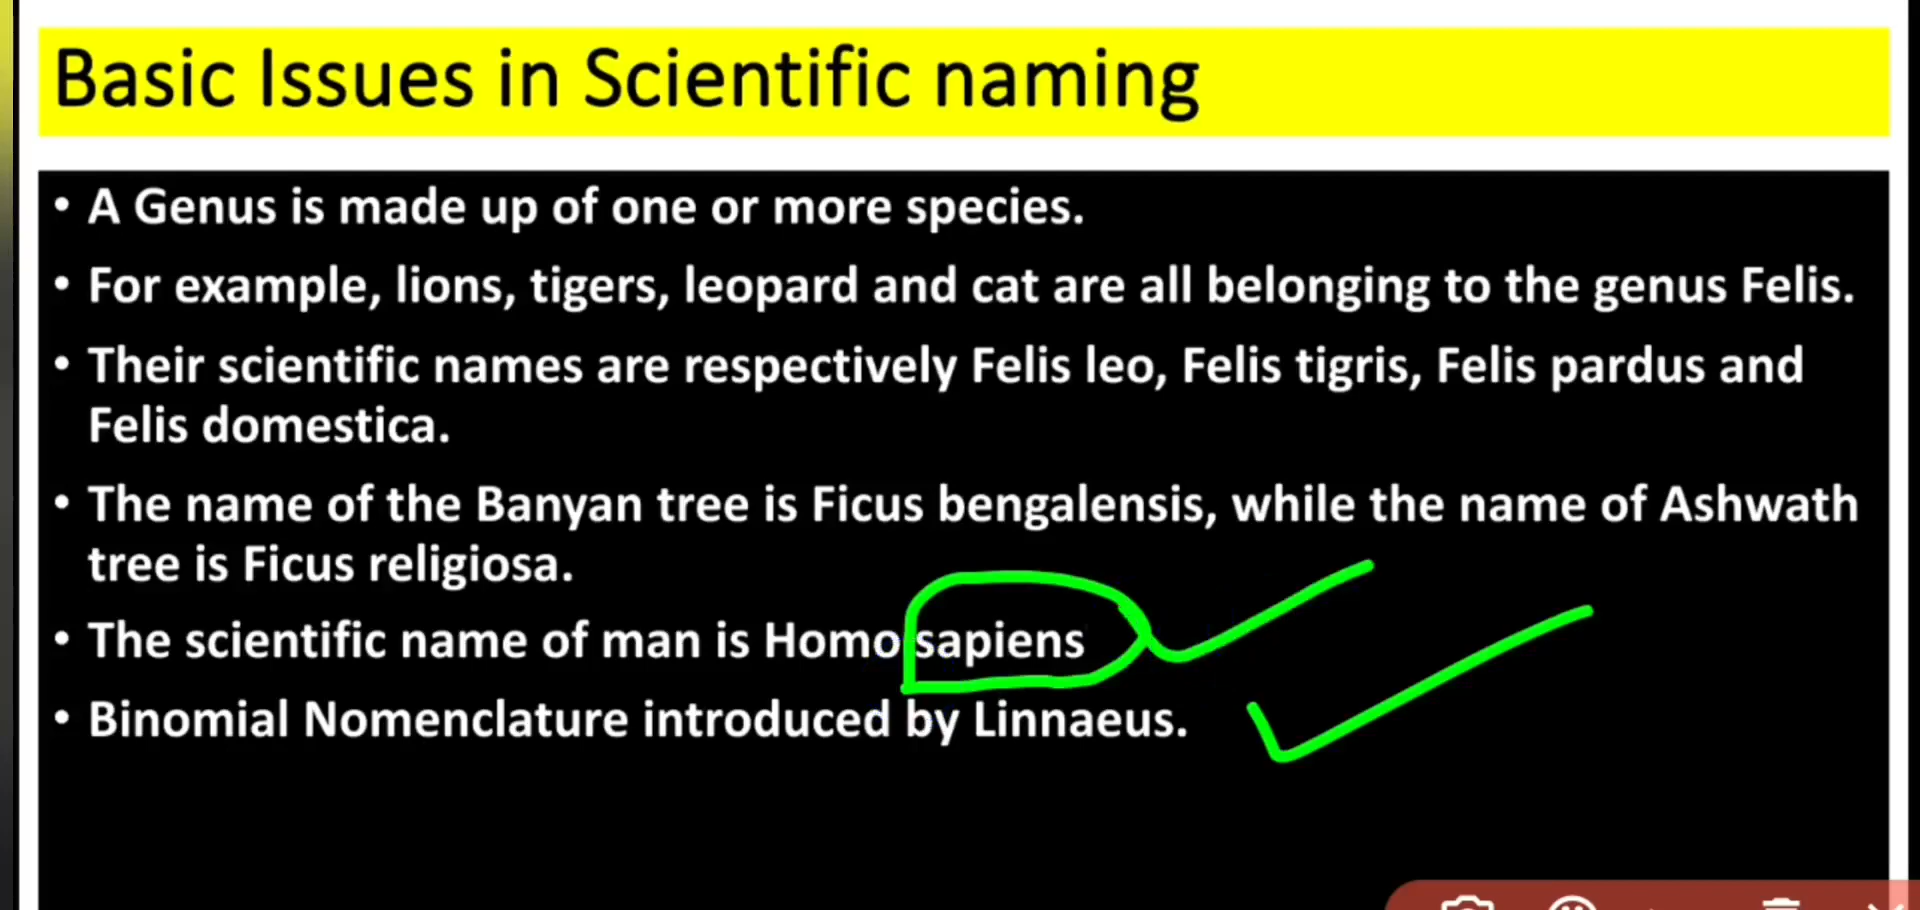 Basic Issues in Scientific naming
• A Genus is made up of one or more species.
• For example, lions, tigers, leopard and cat are all belonging to the genus Felis.
• Their scientific names are respectively Felis leo, Felis tigris, Felis pardus and
Felis domestica.
• The name of the Banyan tree is Ficus bengalensis, while the name of Ashwath
tree is Ficus religiosa.
• The scientific name of man is Homo sapiens
• Binomial Nomenclature introduced by Linnaeus.